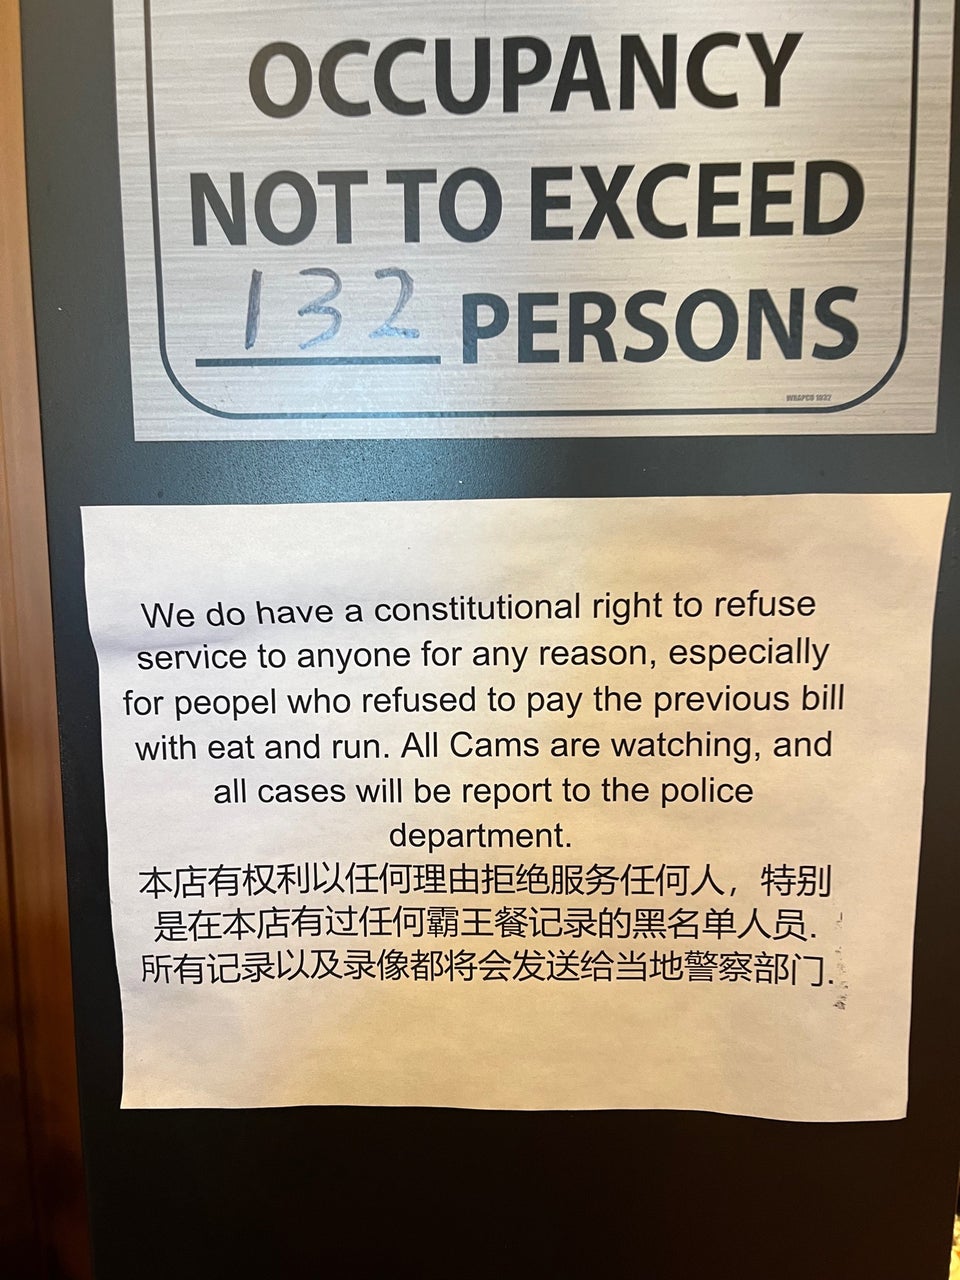 OCCUPANCY
NOT TO EXCEED
132 PERSONS
WRAPCO 1032
We do have a constitutional right to refuse
service to anyone for any reason, especially
for peopel who refused to pay the previous bill
with eat and run. All Cams are watching, and
all cases will be report to the police
department.
本店有权利以任何理由拒绝服务任何人，特别
是在本店有过任何霸王餐记录的黑名单人员.
所有记录以及录像都将会发送给当地警察部门.